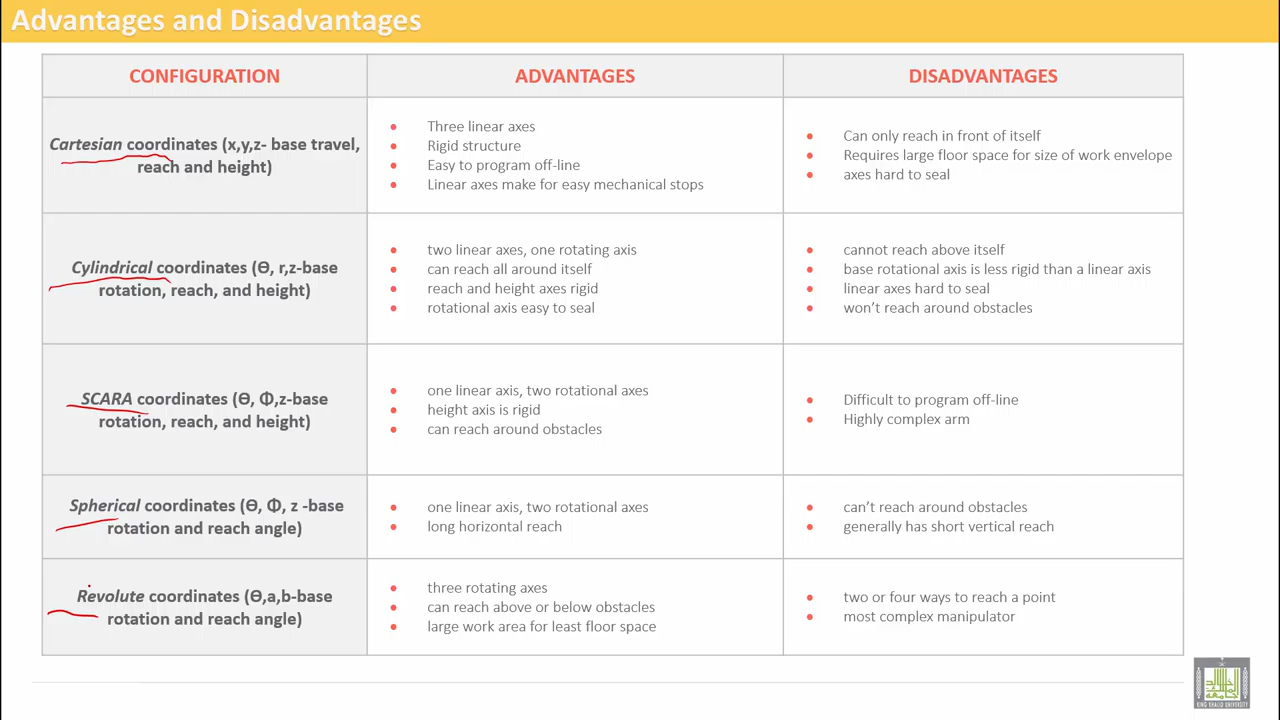 Advantages and Disadvantages
CONFIGURATION
ADVANTAGES
DISADVANTAGES
Cartesian coordinates (x,y,z- base travel,
reach and height)
Three linear axes
Rigid structure
Easy to program off-line
Linear axes make for easy mechanical stops
Can only reach in front of itself
Requires large floor space for size of work envelope
axes hard to seal
Cylindrical coordinates (Ɵ, r,z-base
rotation, reach, and height)
two linear axes, one rotating axis
can reach all around itself
reach and height axes rigid
rotational axis easy to seal
cannot reach above itself
base rotational axis is less rigid than a linear axis
linear axes hard to seal
won't reach around obstacles
SCARA coordinates (Ɵ, Φ,z-base
rotation, reach, and height)
one linear axis, two rotational axes
height axis is rigid
can reach around obstacles
Difficult to program off-line
Highly complex arm
Spherical coordinates (Ɵ, Φ, z -base
rotation and reach angle)
one linear axis, two rotational axes
long horizontal reach
can't reach around obstacles
generally has short vertical reach
Revolute coordinates (Ɵ,a,b-base
rotation and reach angle)
three rotating axes
can reach above or below obstacles
large work area for least floor space
two or four ways to reach a point
most complex manipulator
KING KHALID UNIVERSITY